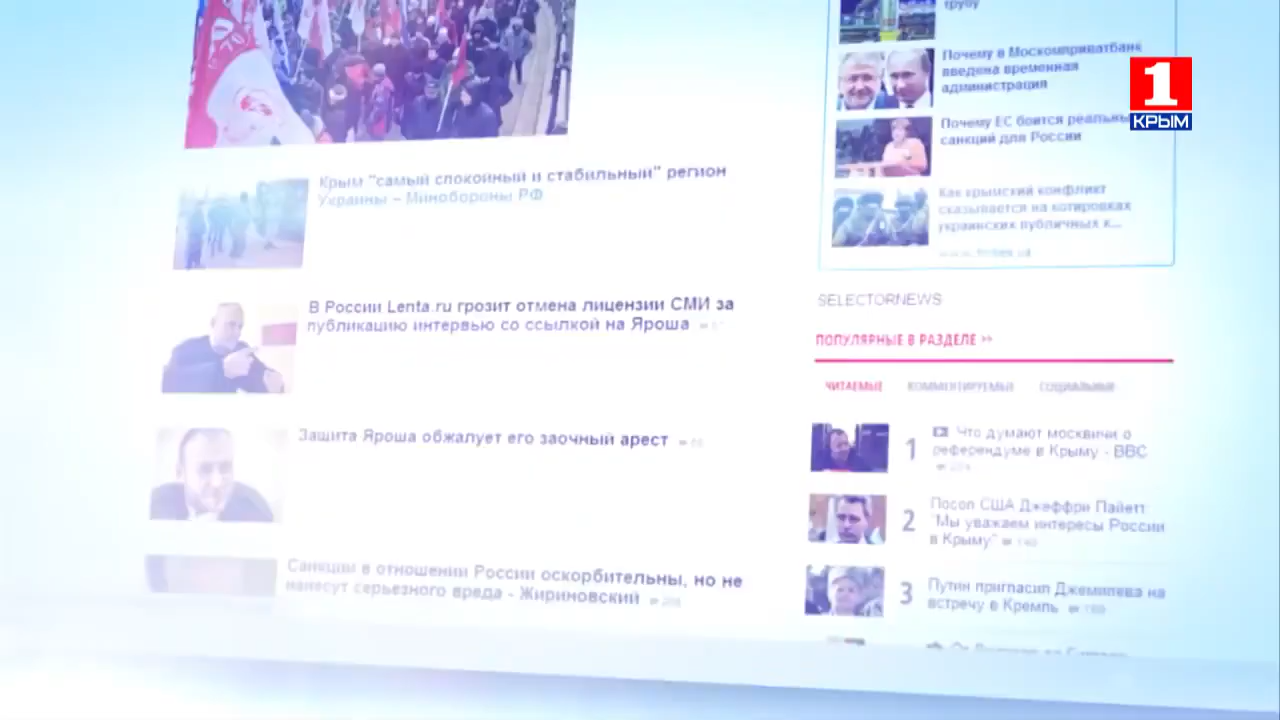 Крым "самый спокойный и стабильный" регион
Украины – Минобороны РФ
В России Lenta.ru грозит отмена лицензии СМИ за
публикацию интервью со ссылкой на Яроша
Защита Яроша обжалует его заочный арест
Санкции в отношении России оскорбительны, но не
нанесут серьезного вреда - Жириновский
трубу
Почему в Москомприватбанк
введена временная
администрация
1
КРЫМ
Почему ЕС боится реальны
санкций для России
Как крымский конфликт
сказывается на котировках
украинских публичных к...
SELECTORNEWS
ПОПУЛЯРНЫЕ В РАЗДЕЛЕ >>
ЧИТАЕМЫЕ КОММЕНТИРУЕМЫЕ СОЦИАЛЬНЫЕ
1 Что думают москвичи о
референдуме в Крыму - BBC
2 Посол США Джеффри Пайетт:
"Мы уважаем интересы России
в Крыму"
3 Путин пригласил Джемилева на
встречу в Кремль